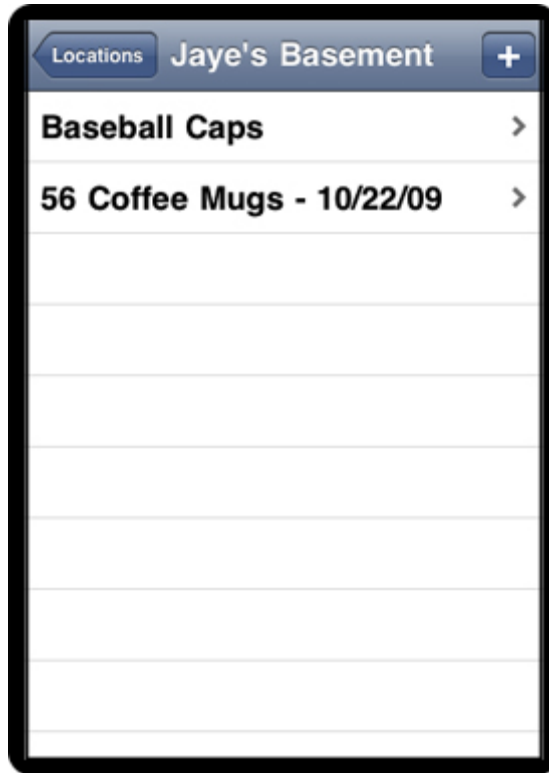 Locations Jaye's Basement +
Baseball Caps
56 Coffee Mugs - 10/22/09